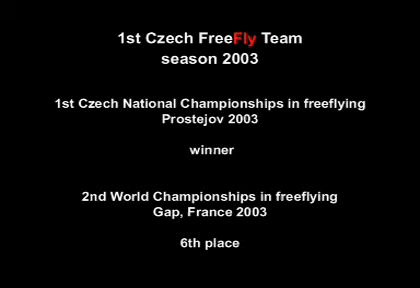 1st Czech FreeFly Team
season 2003
1st Czech National Championships in freeflying
Prostejov 2003
winner
2nd World Championships in freeflying
Gap, France 2003
6th place